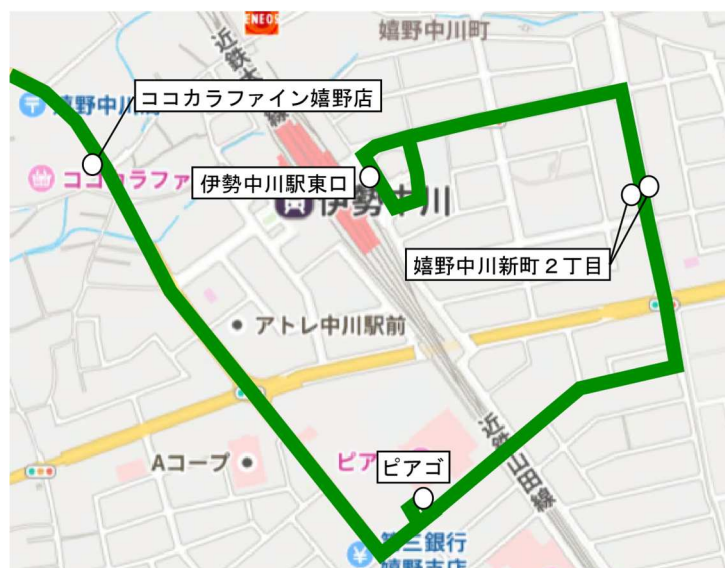 ENEOS
嬉野中川町
近鉄
線
嬉野中川
ココカラファイン嬉野店
ココカラファ
伊勢中川駅東口
伊勢中川
嬉野中川新町２丁目
アトレ中川駅前
近鉄山田線
Aコープ
ピア
ピアゴ
第三銀行
嬉野支店